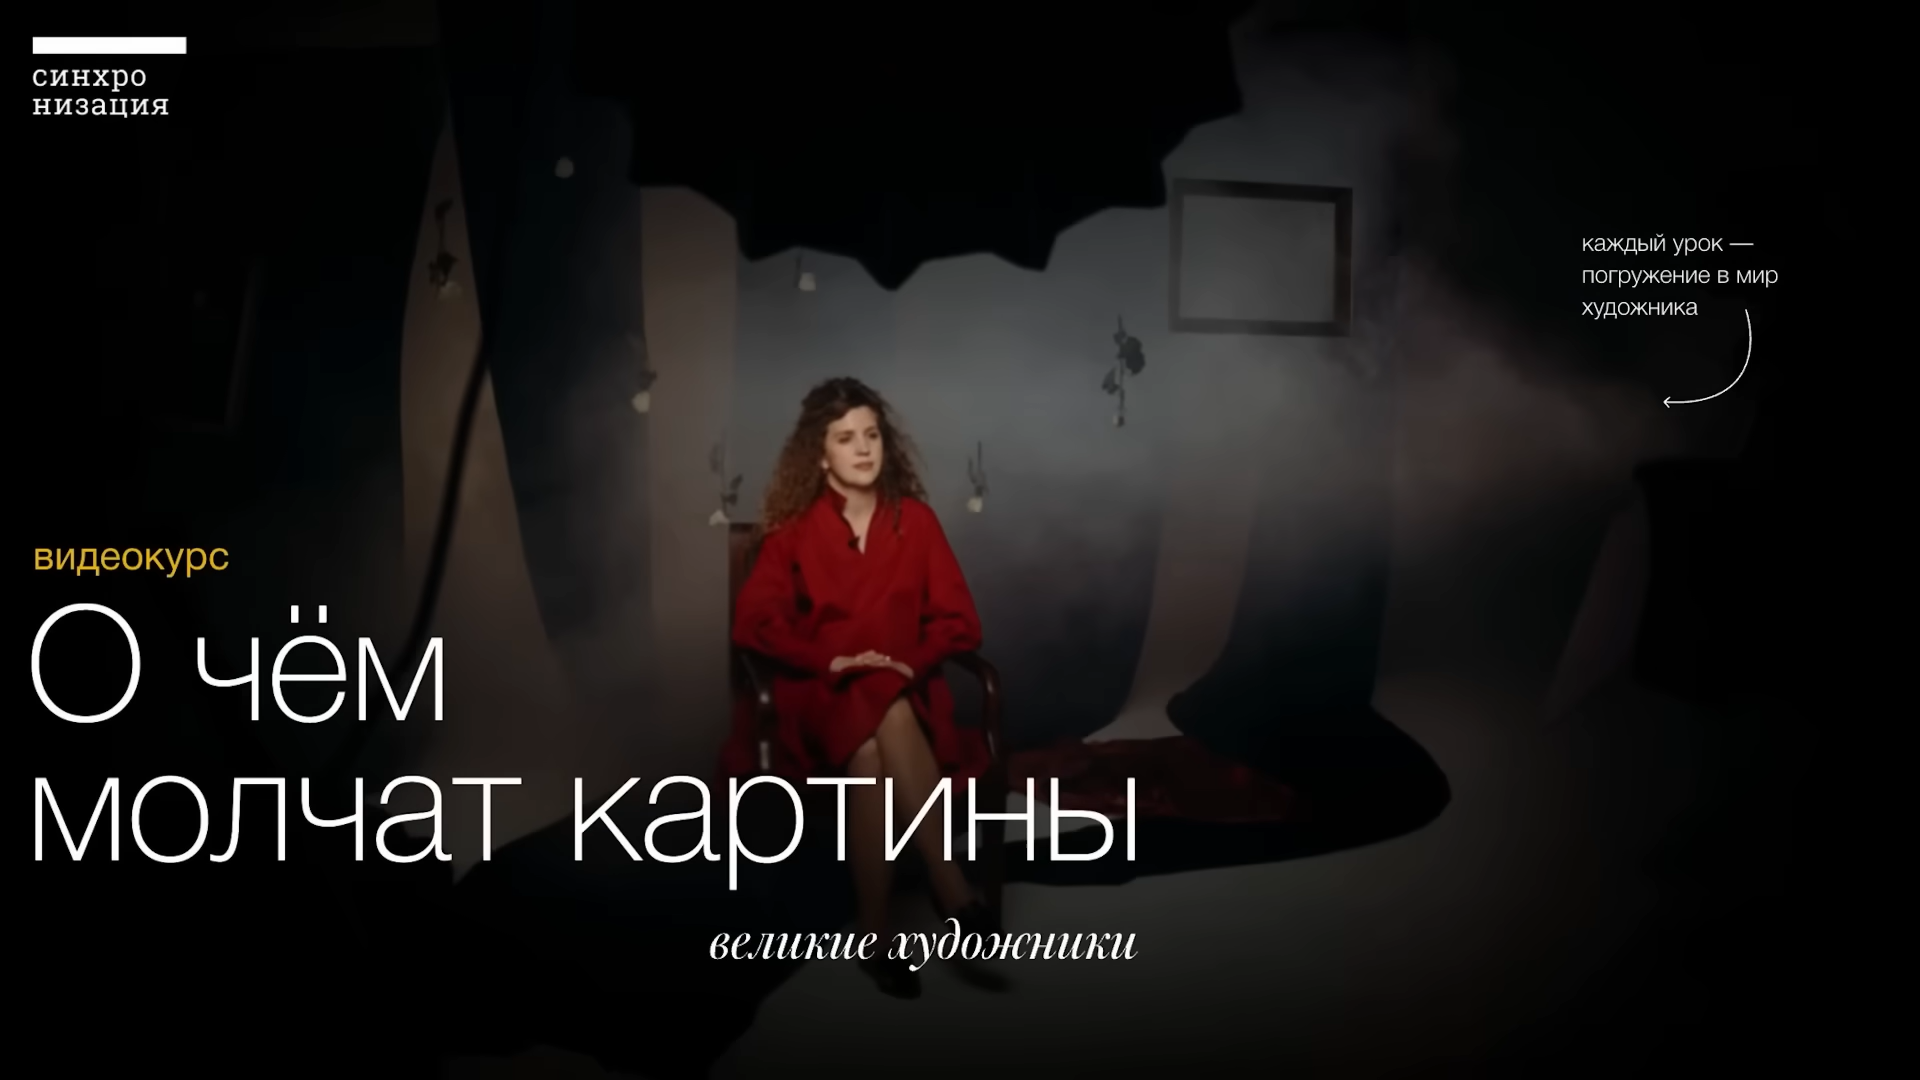 синхро
низация
каждый урок —
погружение в мир
художника
видеокурс
О чём
молчат картины
великие художники